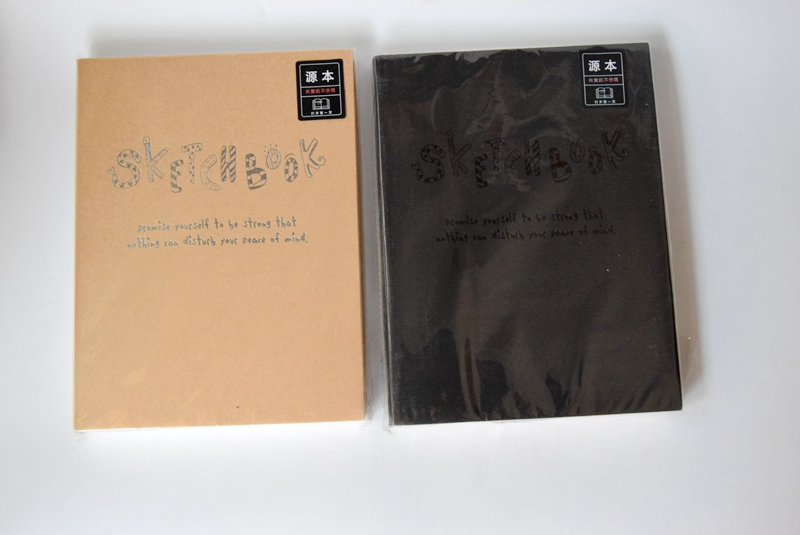 SKETCHBOOK
promise yourself to be strong that
nothing can disturb your peace of mind.
源本
SKETCHBOOK
promise yourself to be strong that
nothing can disturb your peace of mind.
源本